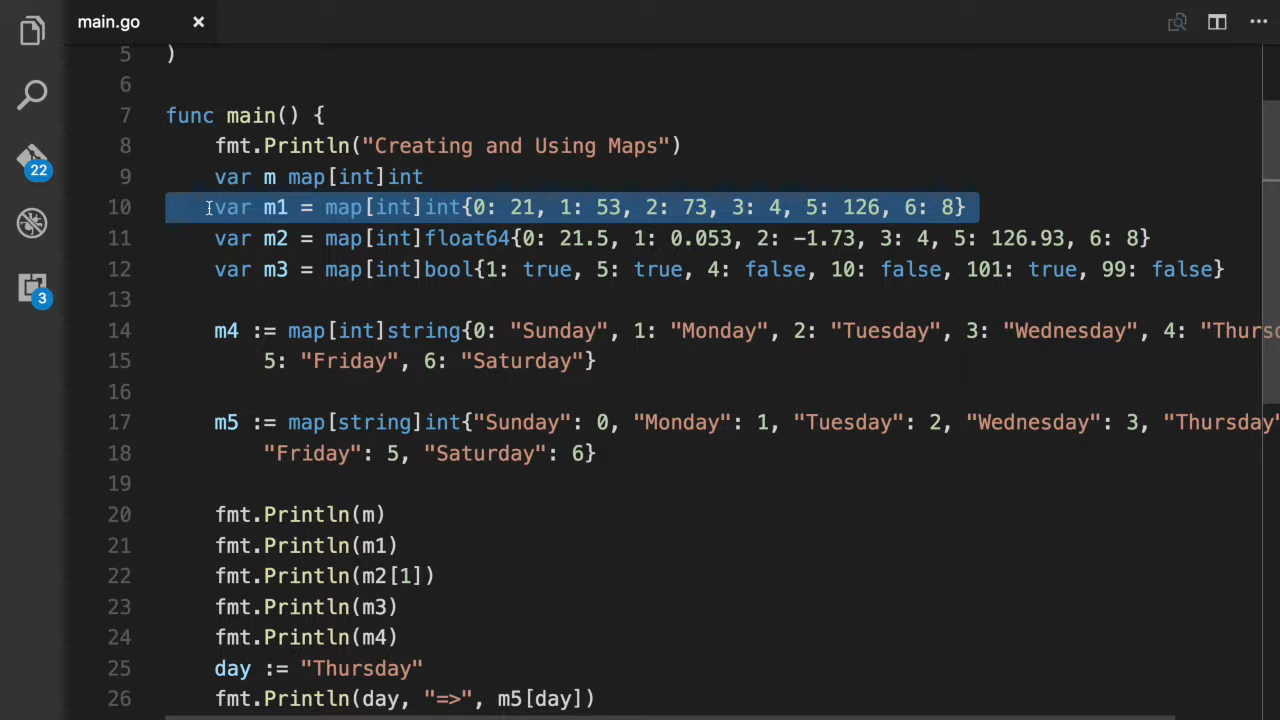 main.go ×
5 )
6
7 func main() {
8 fmt.Println("Creating and Using Maps")
9 var m map[int]int
10 var m1 = map[int]int{0: 21, 1: 53, 2: 73, 3: 4, 5: 126, 6: 8}
11 var m2 = map[int]float64{0: 21.5, 1: 0.053, 2: -1.73, 3: 4, 5: 126.93, 6: 8}
12 var m3 = map[int]bool{1: true, 5: true, 4: false, 10: false, 101: true, 99: false}
13
14 m4 := map[int]string{0: "Sunday", 1: "Monday", 2: "Tuesday", 3: "Wednesday", 4: "Thurs
15 5: "Friday", 6: "Saturday"}
16
17 m5 := map[string]int{"Sunday": 0, "Monday": 1, "Tuesday": 2, "Wednesday": 3, "Thursday"
18 "Friday": 5, "Saturday": 6}
19
20 fmt.Println(m)
21 fmt.Println(m1)
22 fmt.Println(m2[1])
23 fmt.Println(m3)
24 fmt.Println(m4)
25 day := "Thursday"
26 fmt.Println(day, "=>", m5[day])
22
3